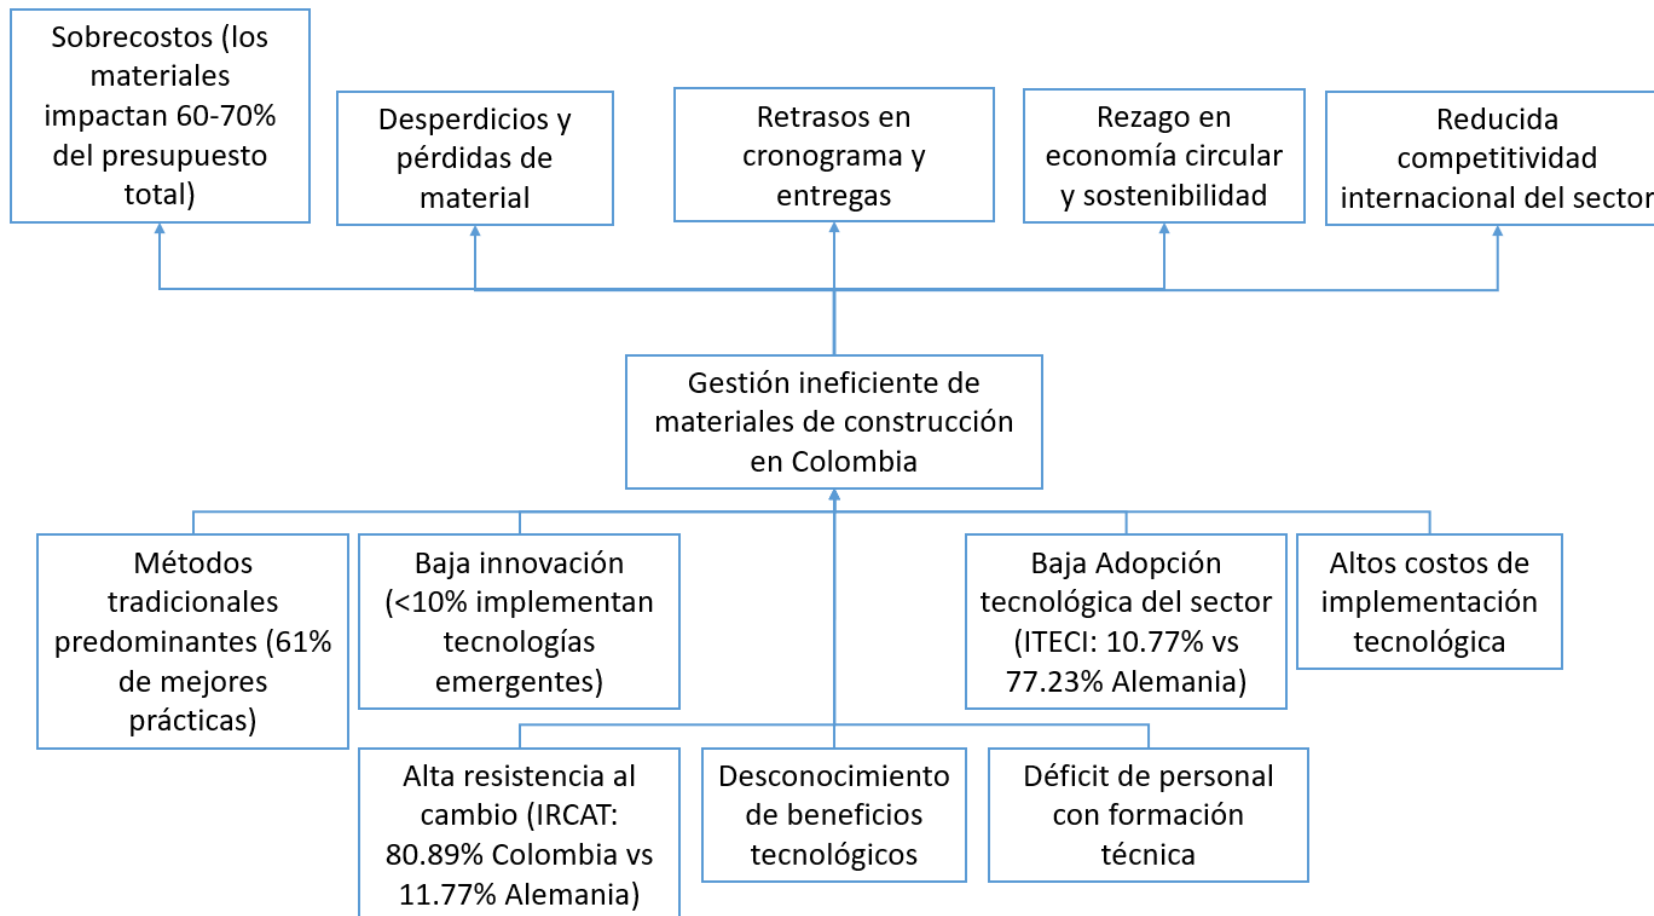 Sobrecostos (los
materiales
impactan 60-70%
del presupuesto
total)
Desperdicios y
pérdidas de
material
Retrasos en
cronograma y
entregas
Rezago en
economía circular
y sostenibilidad
Reducida
competitividad
internacional del sector
Gestión ineficiente de
materiales de construcción
en Colombia
Métodos
tradicionales
predominantes (61%
de mejores
prácticas)
Baja innovación
(<10% implementan
tecnologías
emergentes)
Baja Adopción
tecnológica del sector
(ITECI: 10.77% vs
77.23% Alemania)
Altos costos de
implementación
tecnológica
Alta resistencia al
cambio (IRCAT:
80.89% Colombia vs
11.77% Alemania)
Desconocimiento
de beneficios
tecnológicos
Déficit de personal
con formación
técnica